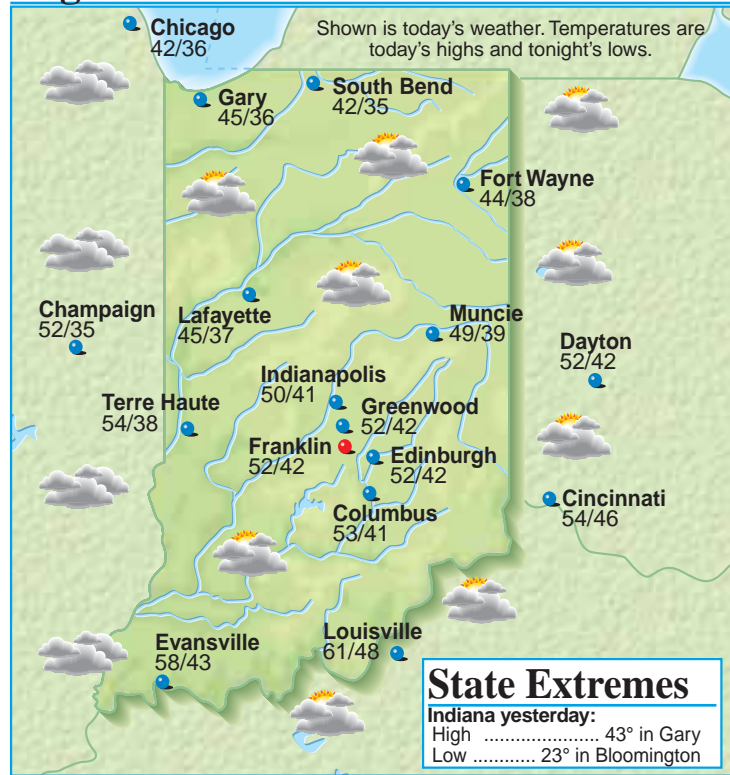 Chicago
42/36
Shown is today's weather. Temperatures are
today's highs and tonight's lows.
Gary
45/36
South Bend
42/35
Fort Wayne
44/38
Champaign
52/35
Lafayette
45/37
Muncie
49/39
Dayton
52/42
Indianapolis
50/41
Terre Haute
54/38
Greenwood
52/42
Franklin
52/42
Edinburgh
52/42
Columbus
53/41
Cincinnati
54/46
Evansville
58/43
Louisville
61/48
State Extremes
Indiana yesterday:
High ...................... 43° in Gary
Low ............ 23° in Bloomington